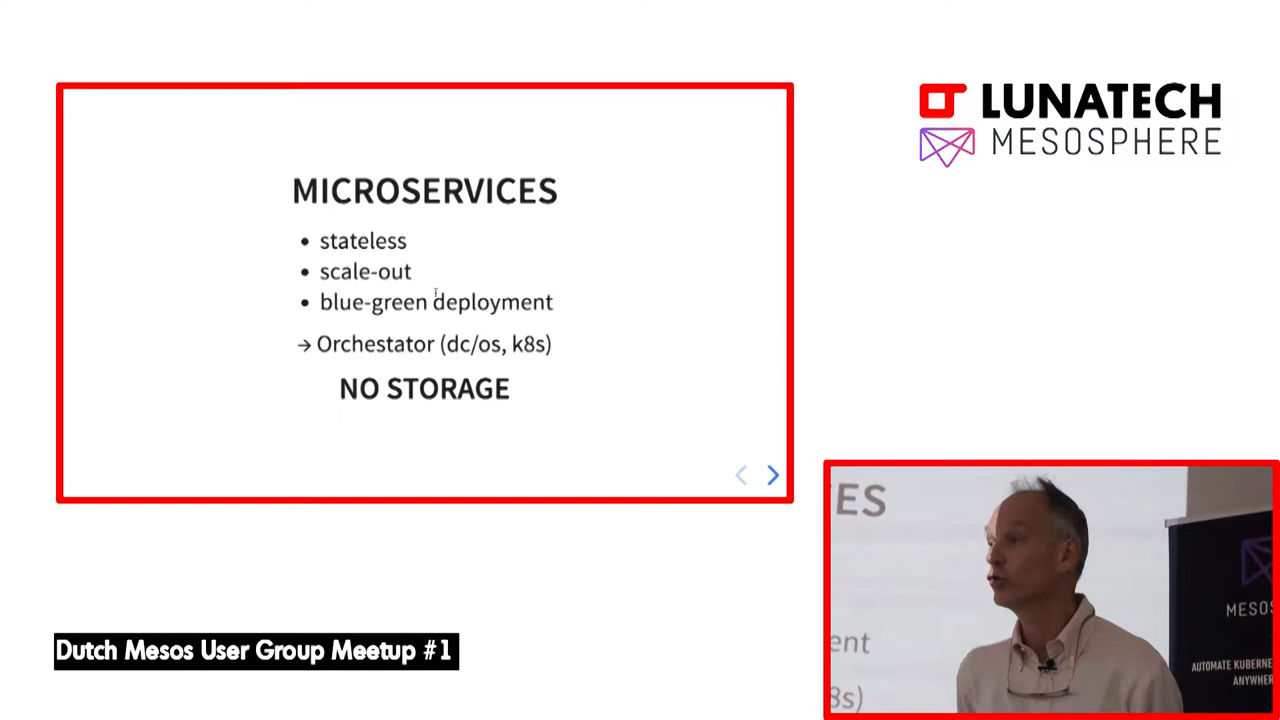 LUNATECH
MESOSPHERE
MICROSERVICES
• stateless
• scale-out
• blue-green deployment
→ Orchestator (dc/os, k8s)
NO STORAGE
ES
ent
8s)
MESOS
AUTOMATE KUBERNE
ANYWHER
Dutch Mesos User Group Meetup #1